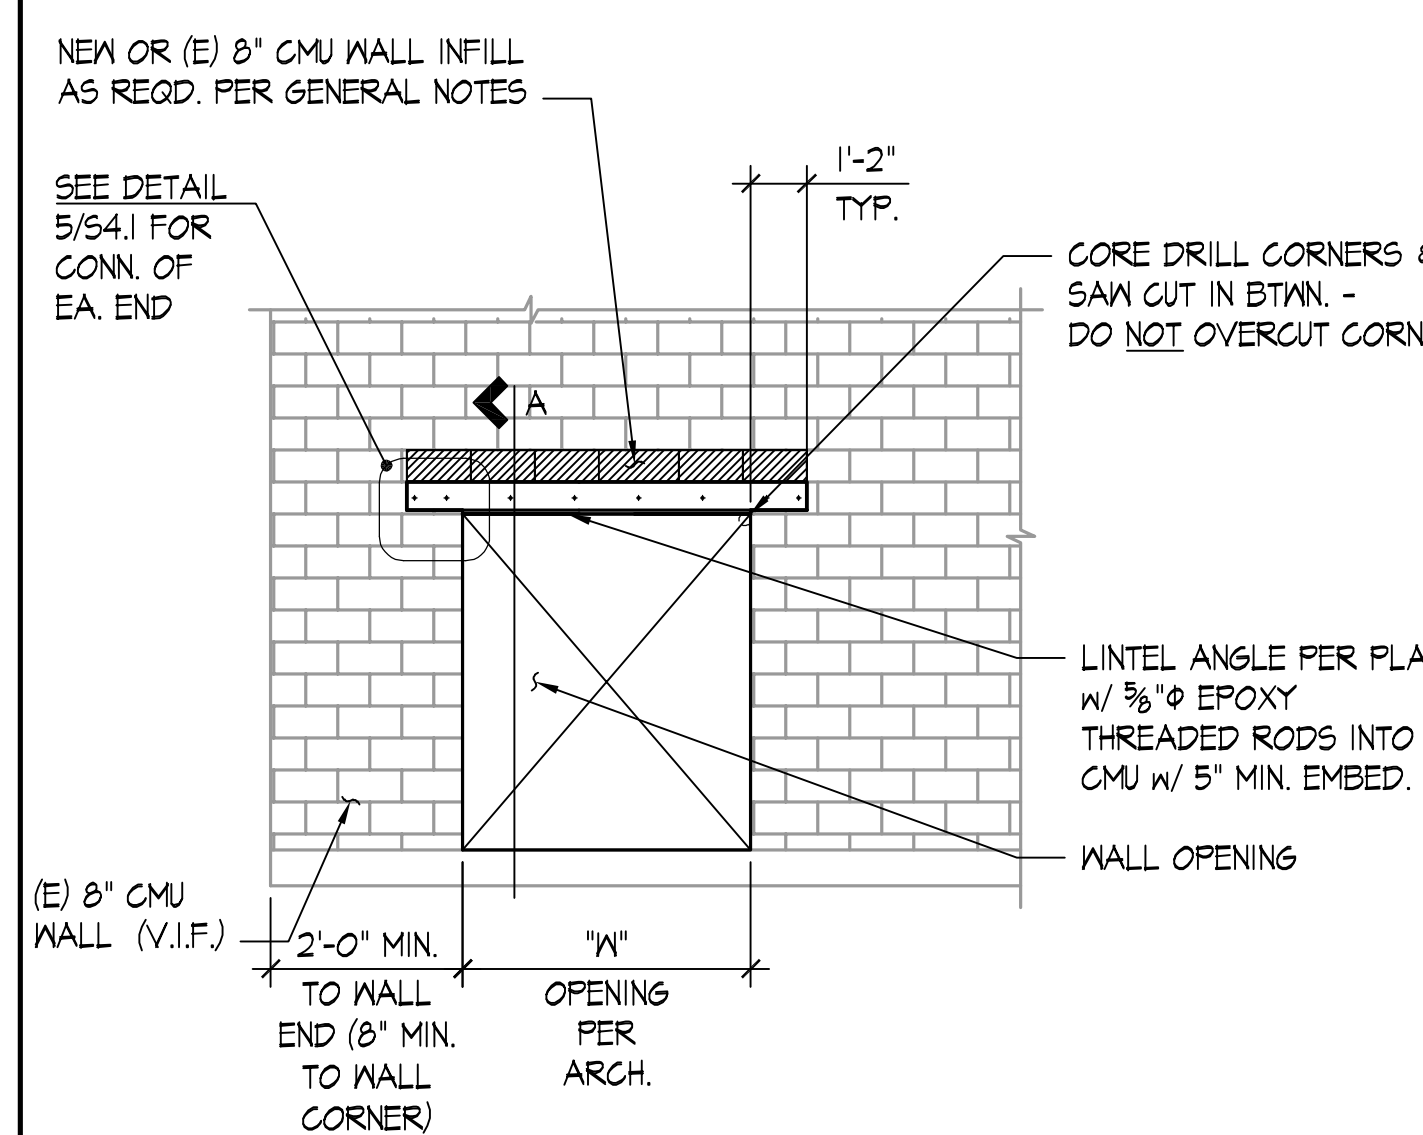 NEW OR (E) 8" CMU WALL INFILL
AS REQD. PER GENERAL NOTES
SEE DETAIL
5/S4.1 FOR
CONN. OF
EA. END
1'-2"
TYP.
CORE DRILL CORNERS &
SAW CUT IN BTWN. -
DO NOT OVERCUT CORN
A
LINTEL ANGLE PER PLA
w/ 5/8"Φ EPOXY
THREADED RODS INTO
CMU w/ 5" MIN. EMBED.
WALL OPENING
(E) 8" CMU
WALL (V.I.F.)
2'-0" MIN.
TO WALL
END (8" MIN.
TO WALL
CORNER)
"W"
OPENING
PER
ARCH.